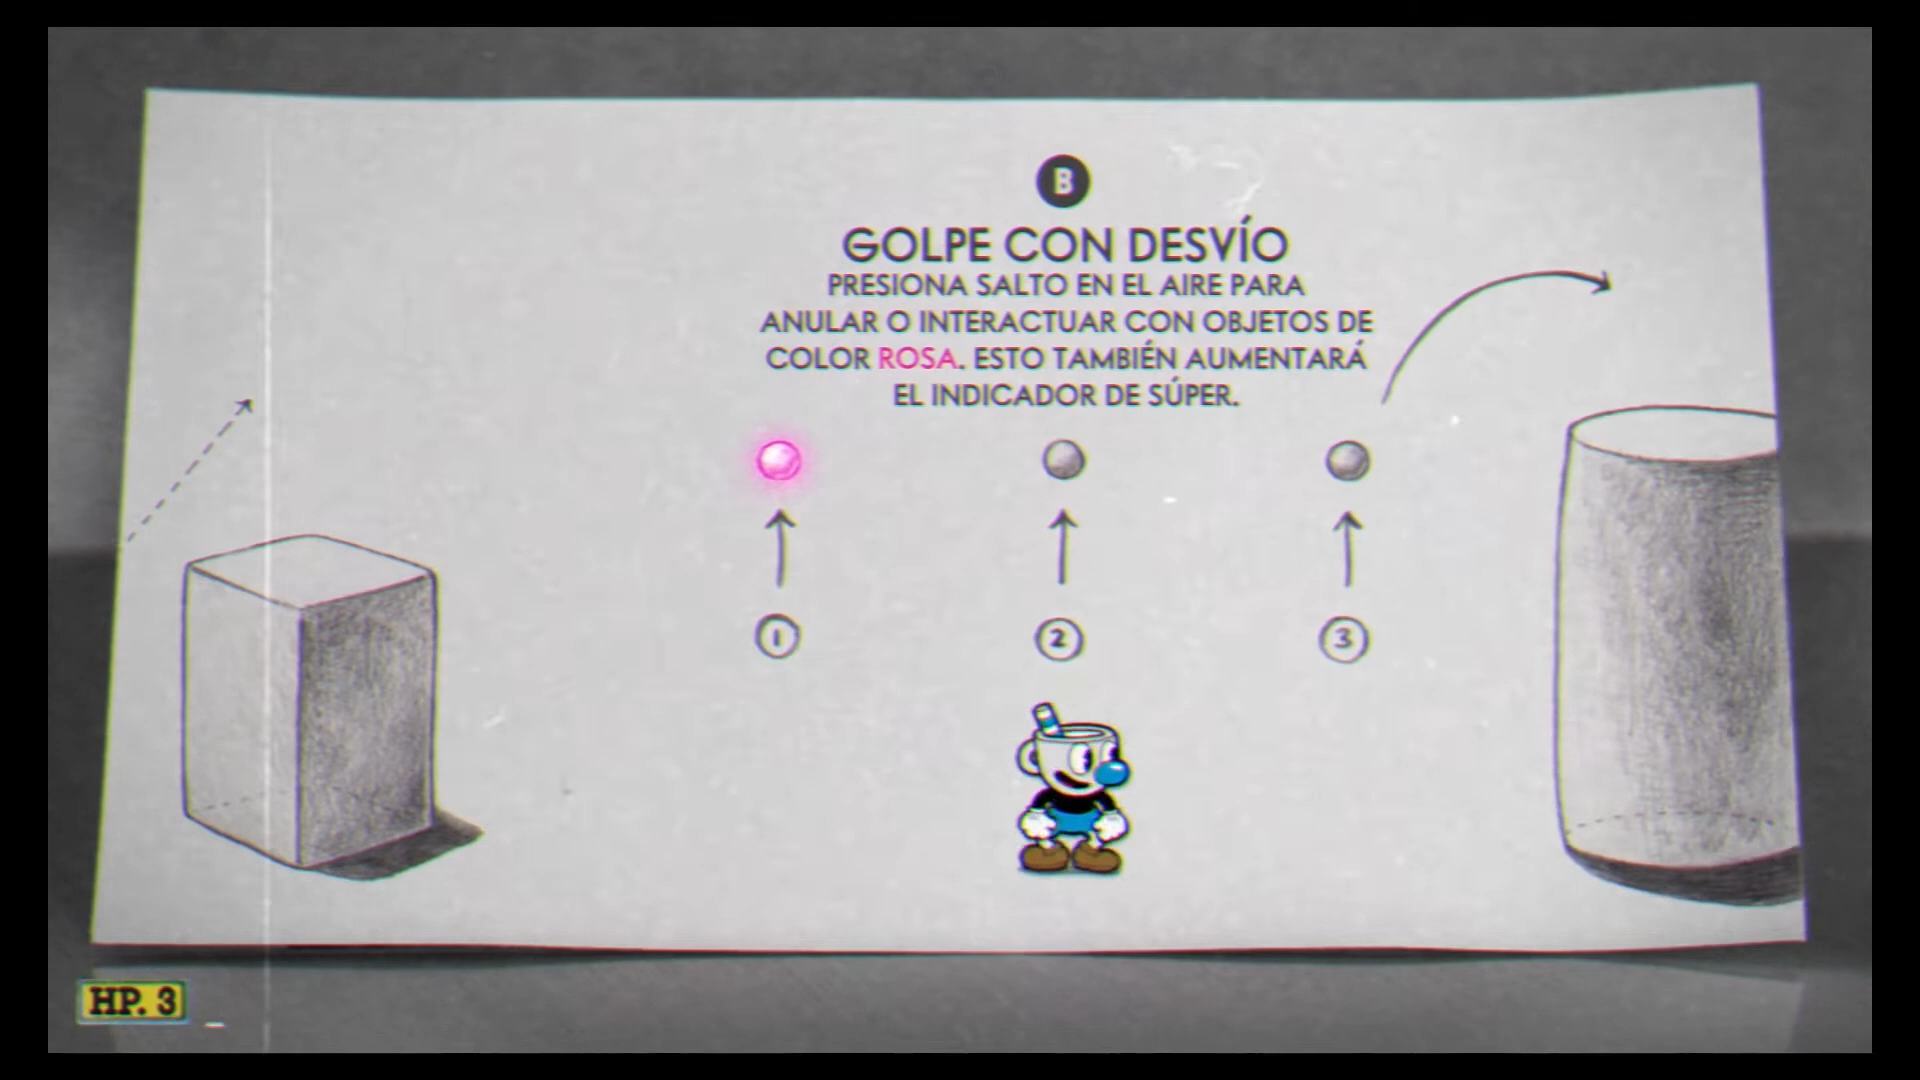 B
GOLPE CON DESVÍO
PRESIONA SALTO EN EL AIRE PARA
ANULAR O INTERACTUAR CON OBJETOS DE
COLOR ROSA. ESTO TAMBIÉN AUMENTARÁ
EL INDICADOR DE SÚPER.
1 2 3
HP. 3